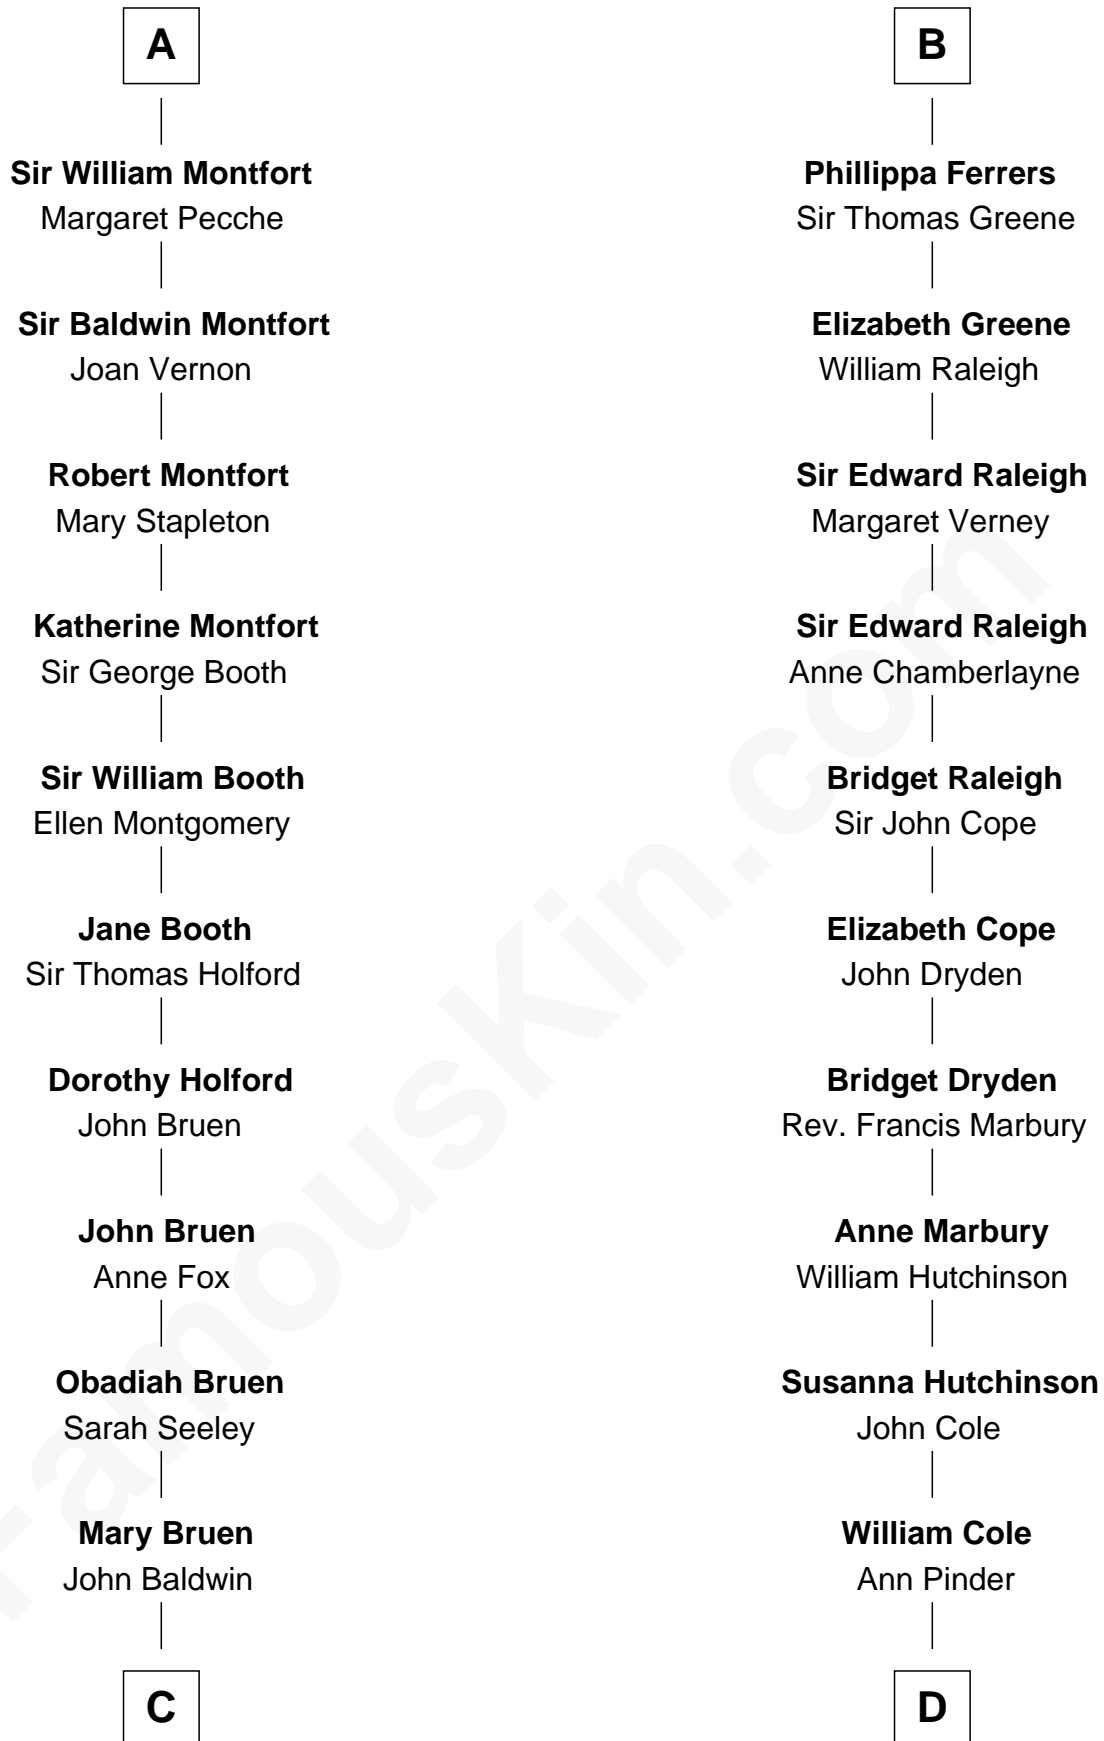 A
Sir William Montfort
Margaret Pecche
Sir Baldwin Montfort
Joan Vernon
Robert Montfort
Mary Stapleton
Katherine Montfort
Sir George Booth
Sir William Booth
Ellen Montgomery
Jane Booth
Sir Thomas Holford
Dorothy Holford
John Bruen
John Bruen
Anne Fox
Obadiah Bruen
Sarah Seeley
Mary Bruen
John Baldwin
C
B
Phillippa Ferrers
Sir Thomas Greene
Elizabeth Greene
William Raleigh
Sir Edward Raleigh
Margaret Verney
Sir Edward Raleigh
Anne Chamberlayne
Bridget Raleigh
Sir John Cope
Elizabeth Cope
John Dryden
Bridget Dryden
Rev. Francis Marbury
Anne Marbury
William Hutchinson
Susanna Hutchinson
John Cole
William Cole
Ann Pinder
D
FamousKin.com